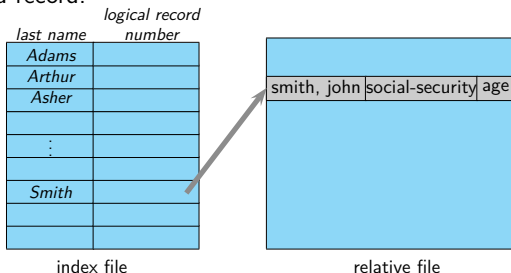 d record.
logical record
last name number
Adams
Arthur
Asher
⋮
Smith
smith, john social-security age
index file relative file